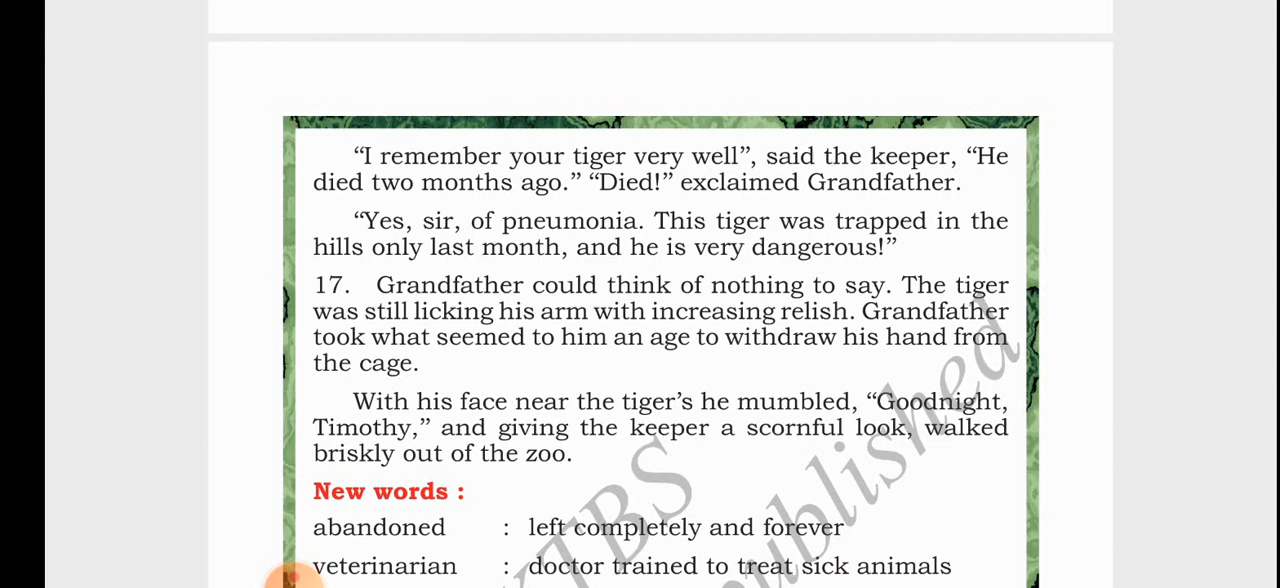 “I remember your tiger very well”, said the keeper, “He
died two months ago.” “Died!” exclaimed Grandfather.
“Yes, sir, of pneumonia. This tiger was trapped in the
hills only last month, and he is very dangerous!”
17. Grandfather could think of nothing to say. The tiger
was still licking his arm with increasing relish. Grandfather
took what seemed to him an age to withdraw his hand from
the cage.
With his face near the tiger’s he mumbled, “Goodnight,
Timothy,” and giving the keeper a scornful look, walked
briskly out of the zoo.
New words :
abandoned : left completely and forever
veterinarian : doctor trained to treat sick animals